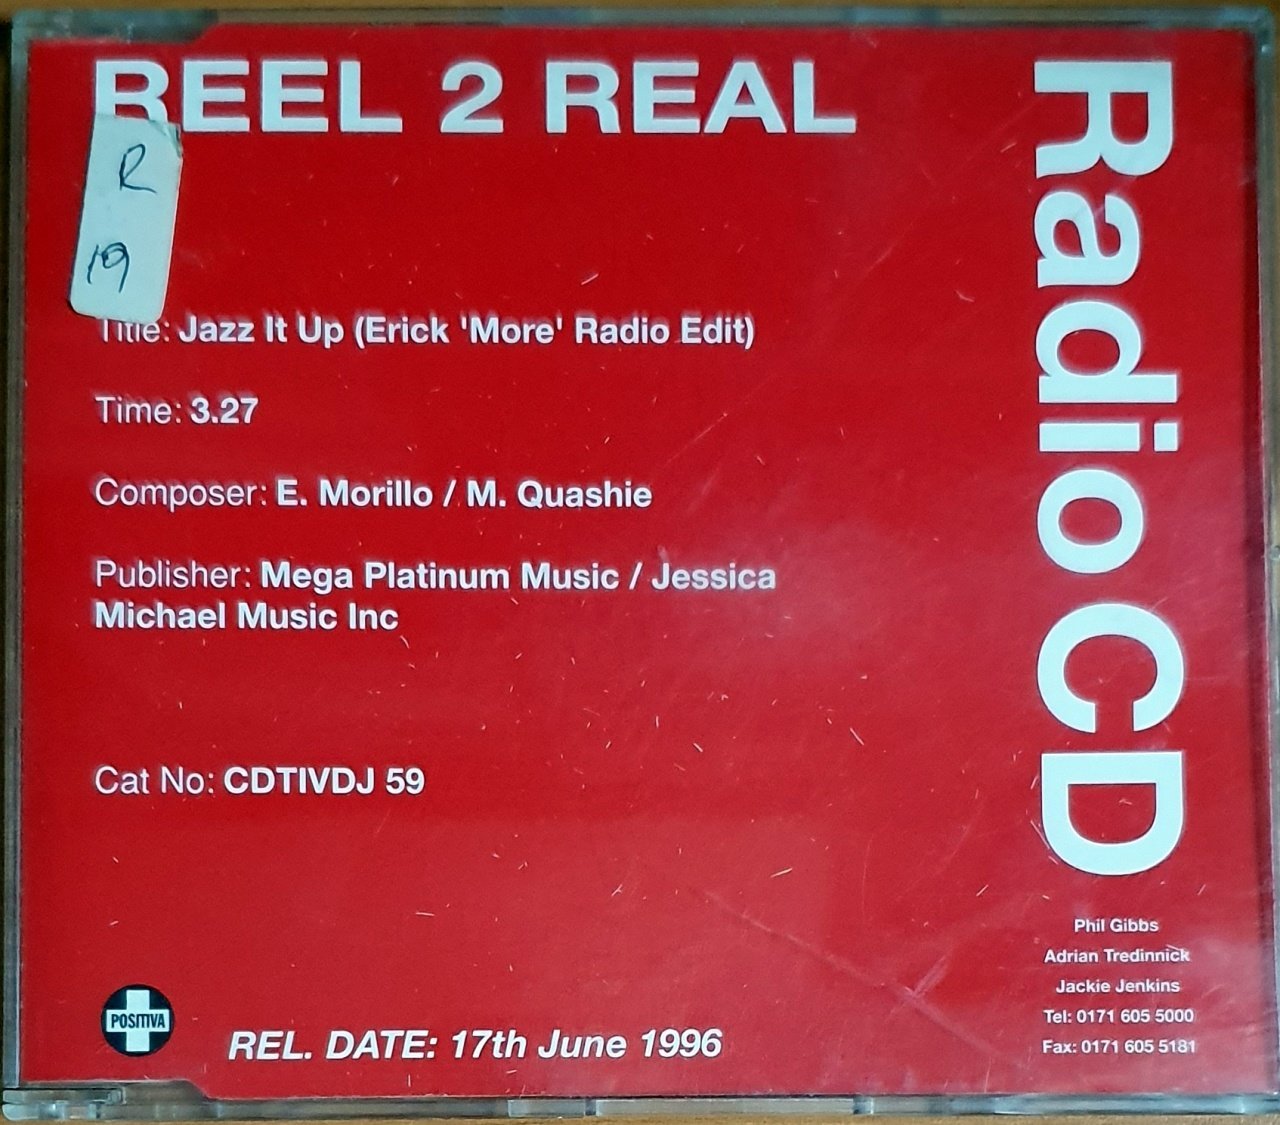 REEL 2 REAL
R
19
Title: Jazz It Up (Erick 'More' Radio Edit)
Time: 3.27
Composer: E. Morillo / M. Quashie
Publisher: Mega Platinum Music / Jessica
Michael Music Inc
Cat No: CDTIVDJ 59
POSITIVA
REL. DATE: 17th June 1996
Radio CD
Phil Gibbs
Adrian Tredinnick
Jackie Jenkins
Tel: 0171 605 5000
Fax: 0171 605 5181